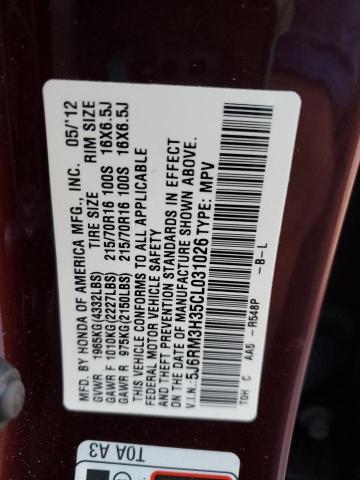 MFD. BY HONDA OF AMERICA MFG., INC. 05/'12
TIRE SIZE RIM SIZE
GVWR 1965KG(4332LBS)
GAWR F 1010KG(2227LBS) 215/70R16 100S 16X6.5J
GAWR R 975KG(2150LBS) 215/70R16 100S 16X6.5J
THIS VEHICLE CONFORMS TO ALL APPLICABLE
FEDERAL MOTOR VEHICLE SAFETY
AND THEFT PREVENTION STANDARDS IN EFFECT
ON THE DATE OF MANUFACTURE SHOWN ABOVE.
V.I.N.: 5J6RM3H35CL031026 TYPE: MPV
TOH C AA5 -R548P -B-L
T0A A3